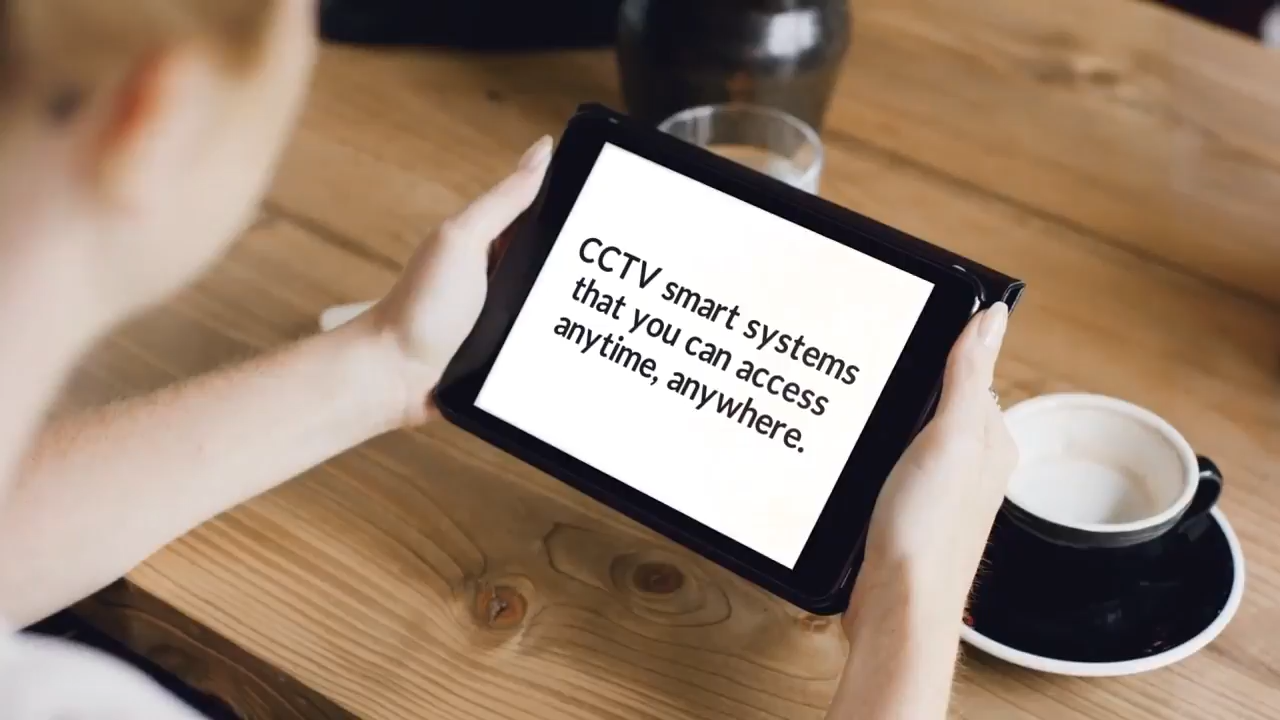 CCTV smart systems
that you can access
anytime, anywhere.